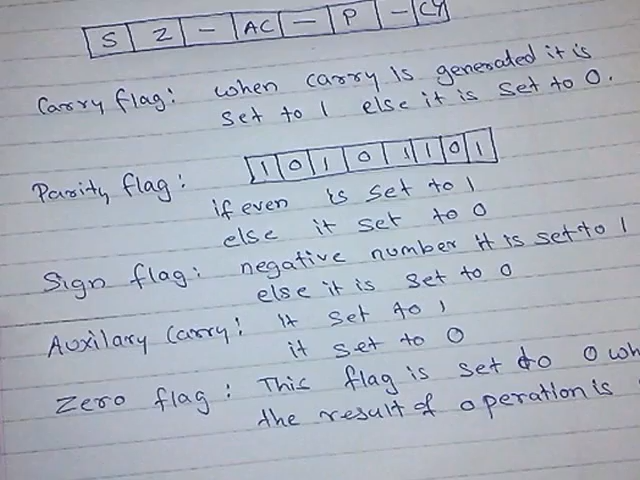 S Z - AC - P - CY
Carry flag: when carry is generated it is
set to 1 else it is set to 0.
Parity flag: 1 0 1 0 1 1 0 1
if even is set to 1
else it set to 0
Sign flag: negative number it is set to 1
else it is set to 0
Auxilary carry: It set to 1
it set to 0
Zero flag: This flag is set to 0 wh
the result of operation is